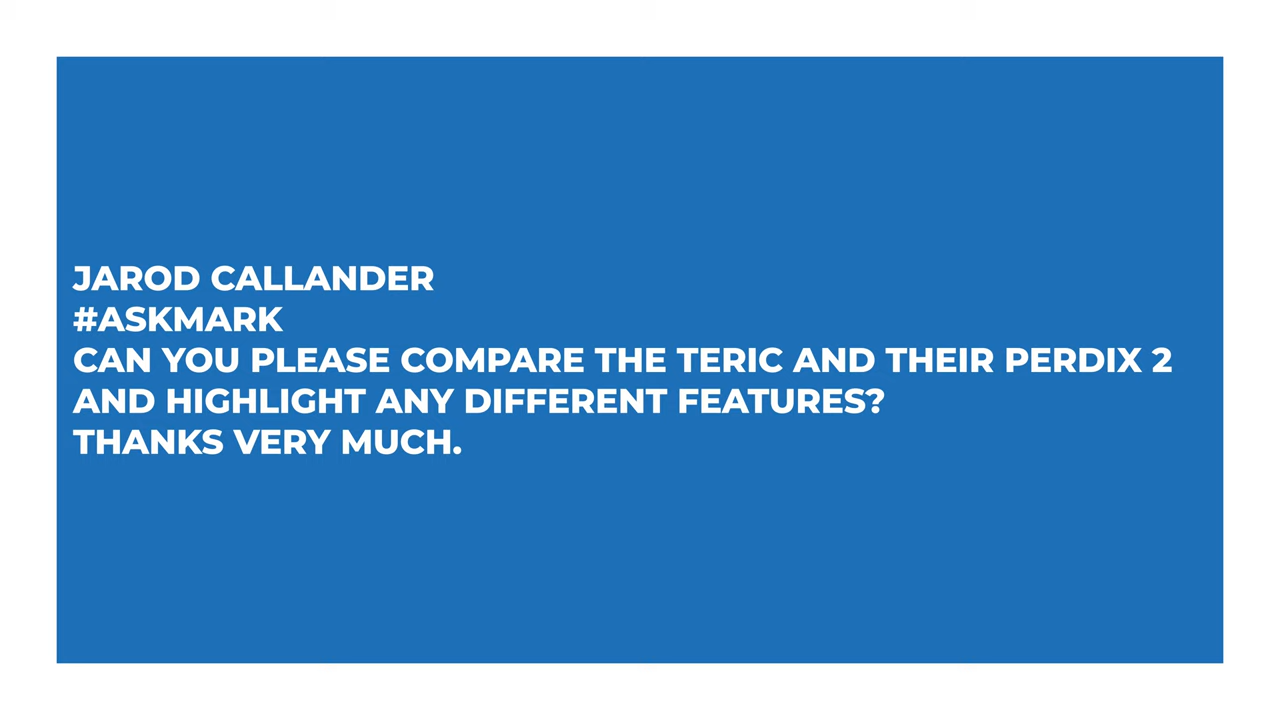 JAROD CALLANDER
#ASKMARK
CAN YOU PLEASE COMPARE THE TERIC AND THEIR PERDIX 2
AND HIGHLIGHT ANY DIFFERENT FEATURES?
THANKS VERY MUCH.